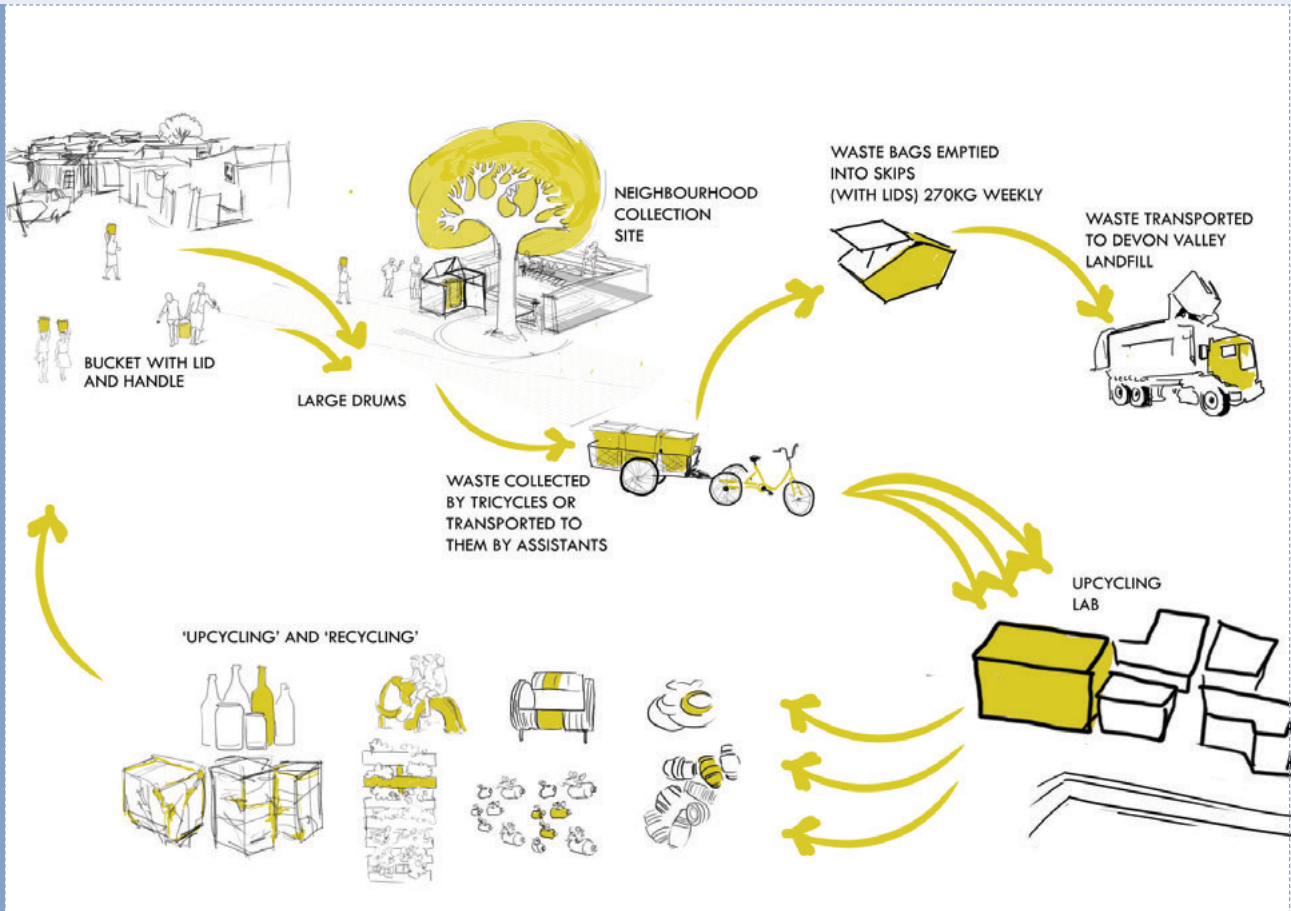 NEIGHBOURHOOD
COLLECTION
SITE
WASTE BAGS EMPTIED
INTO SKIPS
(WITH LIDS) 270KG WEEKLY
WASTE TRANSPORTED
TO DEVON VALLEY
LANDFILL
BUCKET WITH LID
AND HANDLE
LARGE DRUMS
WASTE COLLECTED
BY TRICYCLES OR
TRANSPORTED TO
THEM BY ASSISTANTS
UPCYCLING
LAB
'UPCYCLING' AND 'RECYCLING'